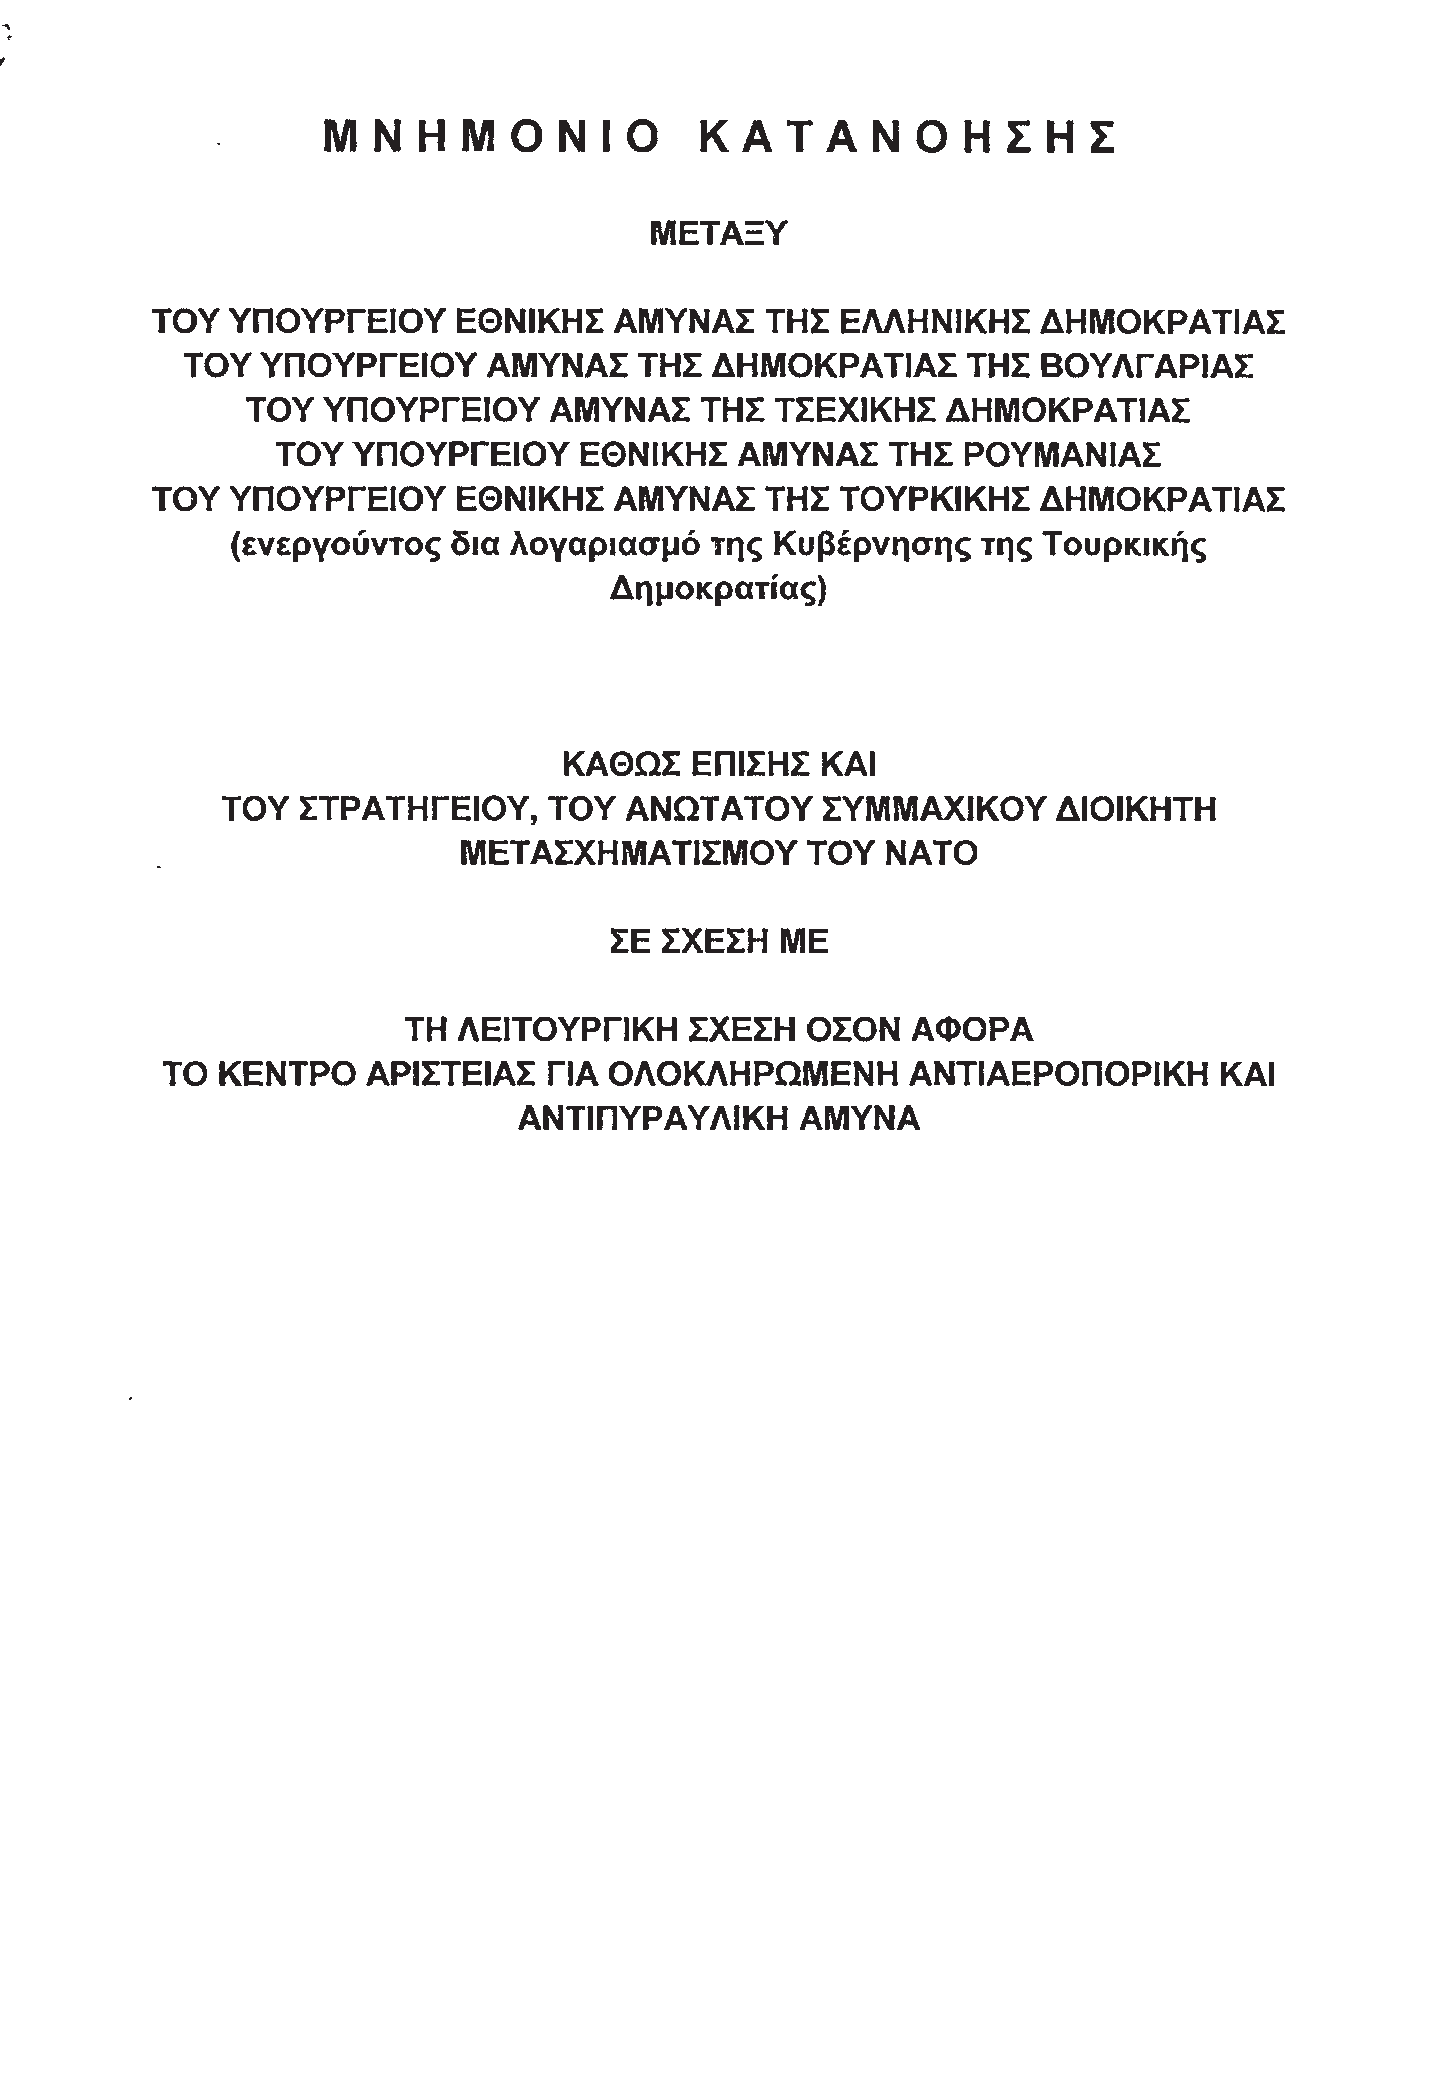 ΜΝΗΜΟΝΙΟ ΚΑΤΑΝΟΗΣΗΣ
ΜΕΤΑΞΥ
ΤΟΥ ΥΠΟΥΡΓΕΙΟΥ ΕΘΝΙΚΗΣ ΑΜΥΝΑΣ ΤΗΣ ΕΛΛΗΝΙΚΗΣ ΔΗΜΟΚΡΑΤΙΑΣ
ΤΟΥ ΥΠΟΥΡΓΕΙΟΥ ΑΜΥΝΑΣ ΤΗΣ ΔΗΜΟΚΡΑΤΙΑΣ ΤΗΣ ΒΟΥΛΓΑΡΙΑΣ
ΤΟΥ ΥΠΟΥΡΓΕΙΟΥ ΑΜΥΝΑΣ ΤΗΣ ΤΣΕΧΙΚΗΣ ΔΗΜΟΚΡΑΤΙΑΣ
ΤΟΥ ΥΠΟΥΡΓΕΙΟΥ ΕΘΝΙΚΗΣ ΑΜΥΝΑΣ ΤΗΣ ΡΟΥΜΑΝΙΑΣ
ΤΟΥ ΥΠΟΥΡΓΕΙΟΥ ΕΘΝΙΚΗΣ ΑΜΥΝΑΣ ΤΗΣ ΤΟΥΡΚΙΚΗΣ ΔΗΜΟΚΡΑΤΙΑΣ
(ενεργούντος δια λογαριασμό της Κυβέρνησης της Τουρκικής
Δημοκρατίας)
ΚΑΘΩΣ ΕΠΙΣΗΣ ΚΑΙ
ΤΟΥ ΣΤΡΑΤΗΓΕΙΟΥ, ΤΟΥ ΑΝΩΤΑΤΟΥ ΣΥΜΜΑΧΙΚΟΥ ΔΙΟΙΚΗΤΗ
ΜΕΤΑΣΧΗΜΑΤΙΣΜΟΥ ΤΟΥ ΝΑΤΟ
ΣΕ ΣΧΕΣΗ ΜΕ
ΤΗ ΛΕΙΤΟΥΡΓΙΚΗ ΣΧΕΣΗ ΟΣΟΝ ΑΦΟΡΑ
ΤΟ ΚΕΝΤΡΟ ΑΡΙΣΤΕΙΑΣ ΓΙΑ ΟΛΟΚΛΗΡΩΜΕΝΗ ΑΝΤΙΑΕΡΟΠΟΡΙΚΗ ΚΑΙ
ΑΝΤΙΠΥΡΑΥΛΙΚΗ ΑΜΥΝΑ